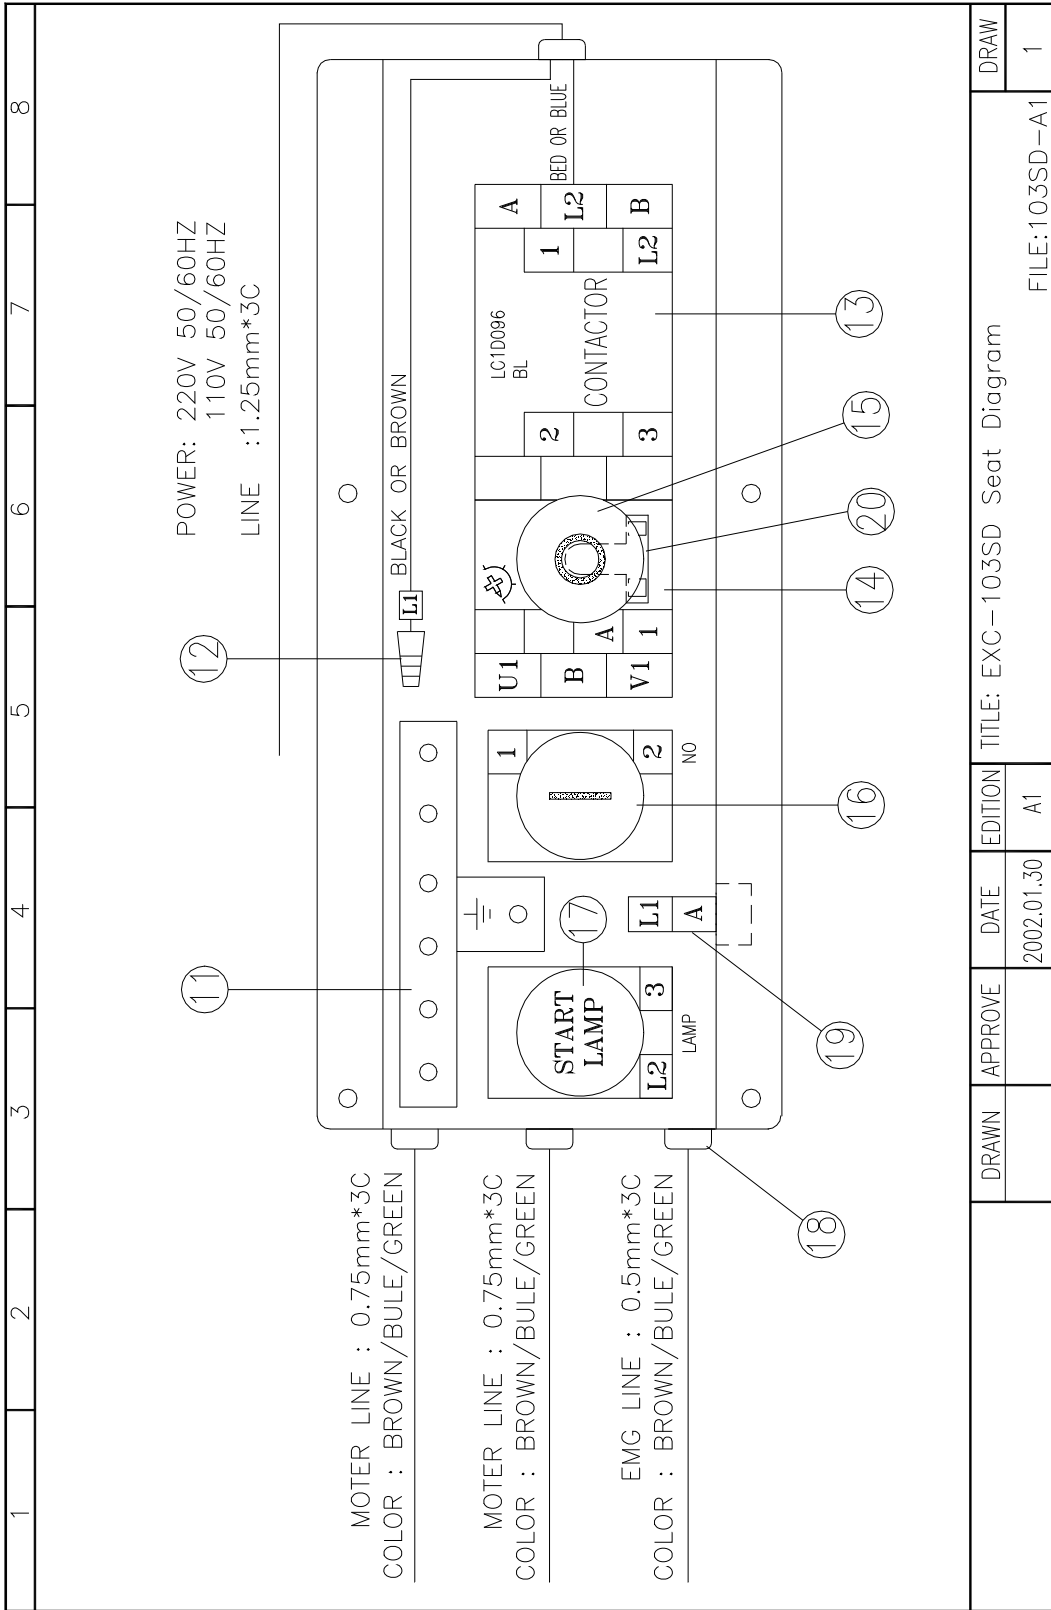 1 2 3 4 5 6 7 8
POWER: 220V 50/60HZ
110V 50/60HZ
LINE :1.25mm*3C
12
11
MOTER LINE : 0.75mm*3C
COLOR : BROWN/BULE/GREEN
L1 BLACK OR BROWN
MOTER LINE : 0.75mm*3C
COLOR : BROWN/BULE/GREEN
EMG LINE : 0.5mm*3C
COLOR : BROWN/BULE/GREEN
START
LAMP
17
L2 3
LAMP
L1
A
1
2
NO
U1
B
V1
A
1
2
3
LC1D096
BL
CONTACTOR
1
L2
A
L2
B
BED OR BLUE
18
19
16
14
20
15
13
DRAWN APPROVE DATE EDITION
2002.01.30 A1
TITLE: EXC-103SD Seat Diagram
FILE:103SD-A1
DRAW
1